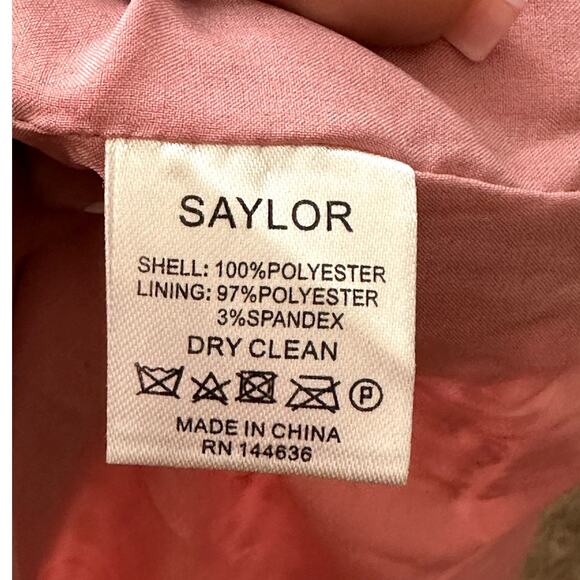 SAYLOR
SHELL: 100%POLYESTER
LINING: 97%POLYESTER
3%SPANDEX
DRY CLEAN
P
MADE IN CHINA
RN 144636